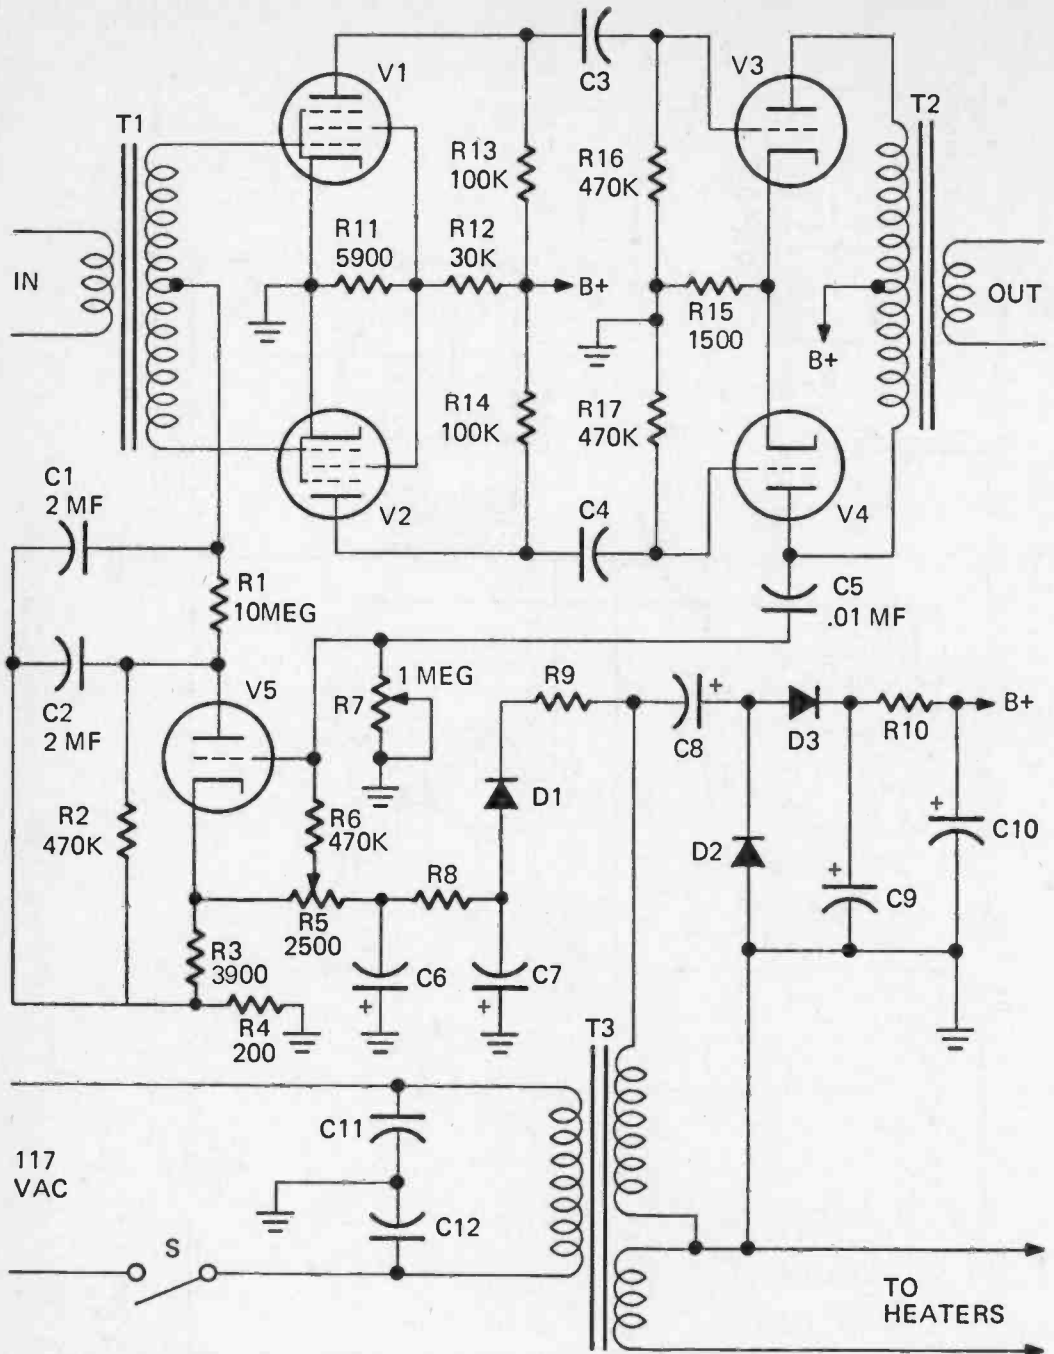 V1
C3
V3
T1
T2
R13
100K
R16
470K
R11
5900
R12
30K
IN
B+
R15
1500
OUT
B+
R14
100K
R17
470K
C1
2 MF
V2
C4
V4
R1
10MEG
C5
.01 MF
C2
2 MF
V5
1 MEG
R7
R9
C8
+
D3
R10
B+
D1
R2
470K
R6
470K
D2
+
C10
R8
+
C9
R5
2500
R3
3900
C6
+
C7
+
R4
200
T3
C11
117
VAC
C12
S
TO
HEATERS